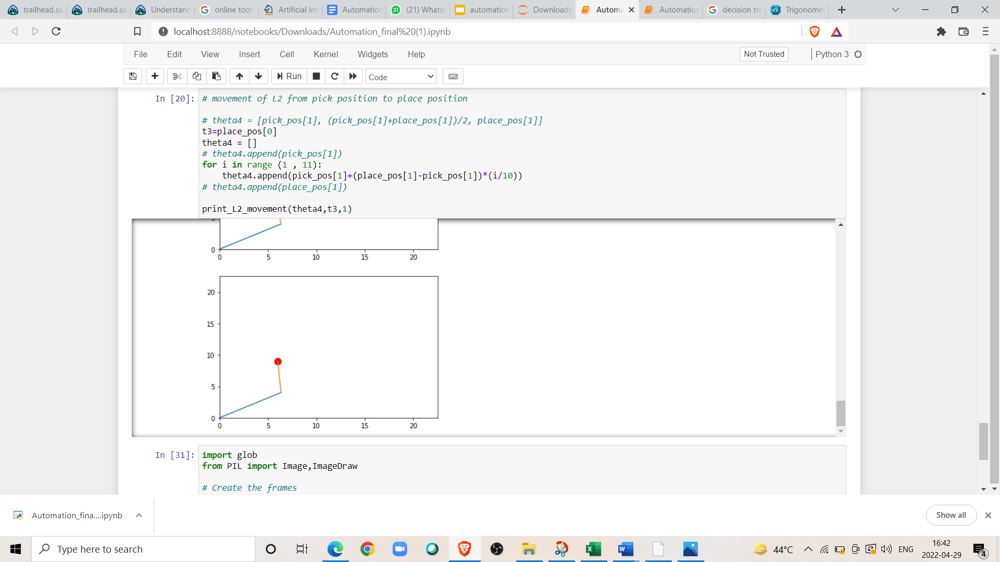 trailhead.sa
trailhead.sa
Understand
online tool
Artificial int
Automation
(21) WhatsA
automation
Downloads
Automa
Automation
decision tre
Trigonomet
localhost:8888/notebooks/Downloads/Automation_final%20(1).ipynb
File Edit View Insert Cell Kernel Widgets Help
Not Trusted
Python 3
Run
Code
In [20]:
# movement of L2 from pick position to place position
# theta4 = [pick_pos[1], (pick_pos[1]+place_pos[1])/2, place_pos[1]]
t3=place_pos[0]
theta4 = []
# theta4.append(pick_pos[1])
for i in range (1 , 11):
theta4.append(pick_pos[1]+(place_pos[1]-pick_pos[1])*(i/10))
# theta4.append(place_pos[1])
print_L2_movement(theta4,t3,1)
0
0 5 10 15 20
20
15
10
5
0
0 5 10 15 20
In [31]:
import glob
from PIL import Image,ImageDraw
# Create the frames
Automation_fina....ipynb
Show all
Type here to search
44°C
ENG
16:42
2022-04-29
4